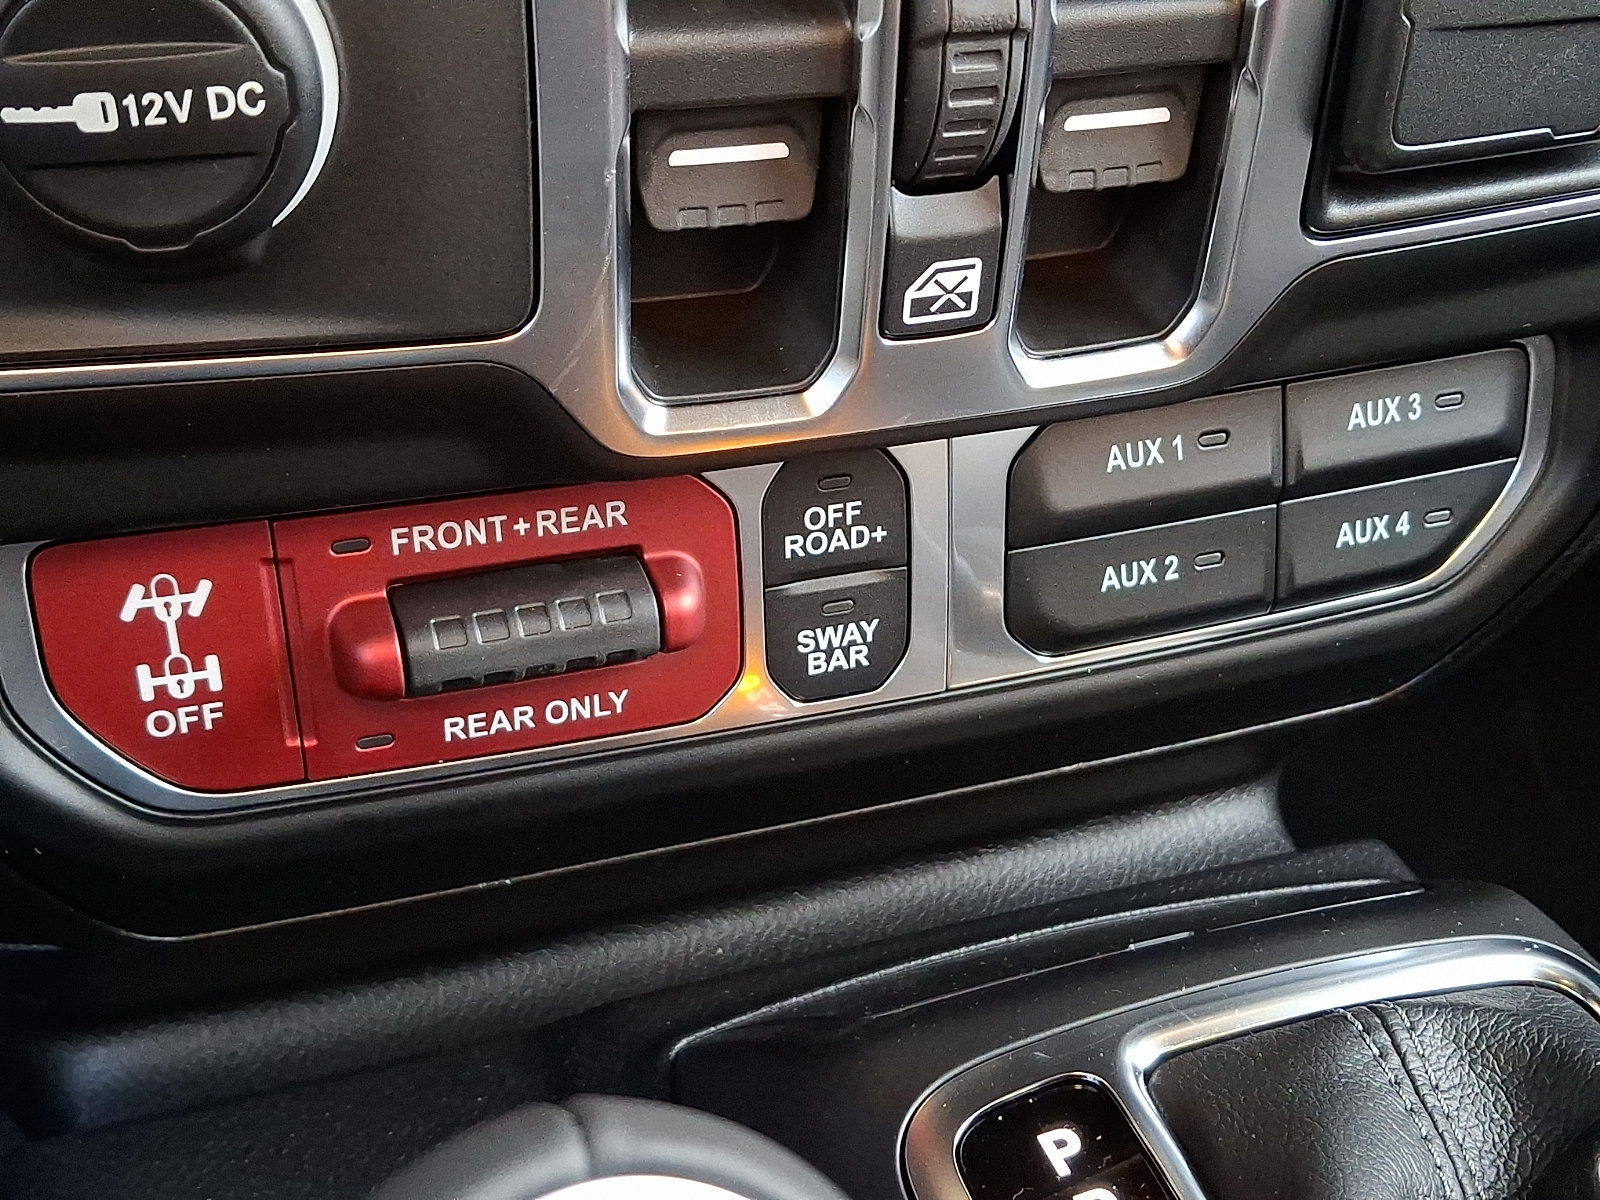 12V DC
FRONT+REAR
OFF
REAR ONLY
OFF
ROAD+
SWAY
BAR
AUX 1
AUX 3
AUX 2
AUX 4
P